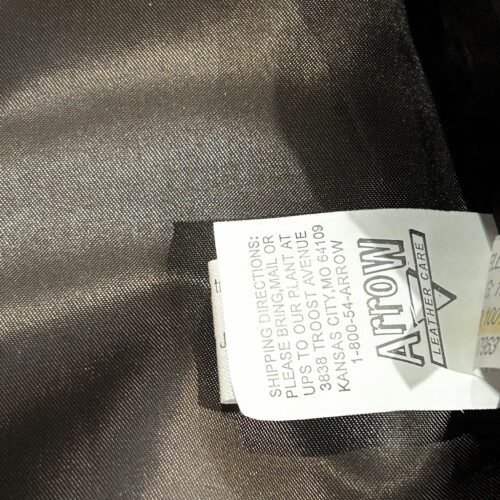 SHIPPING DIRECTIONS:
PLEASE BRING,MAIL OR
UPS TO OUR PLANT AT
3838 TROOST AVENUE
KANSAS CITY,MO 64109
1-800-54-ARROW
Arrow
LEATHER CARE